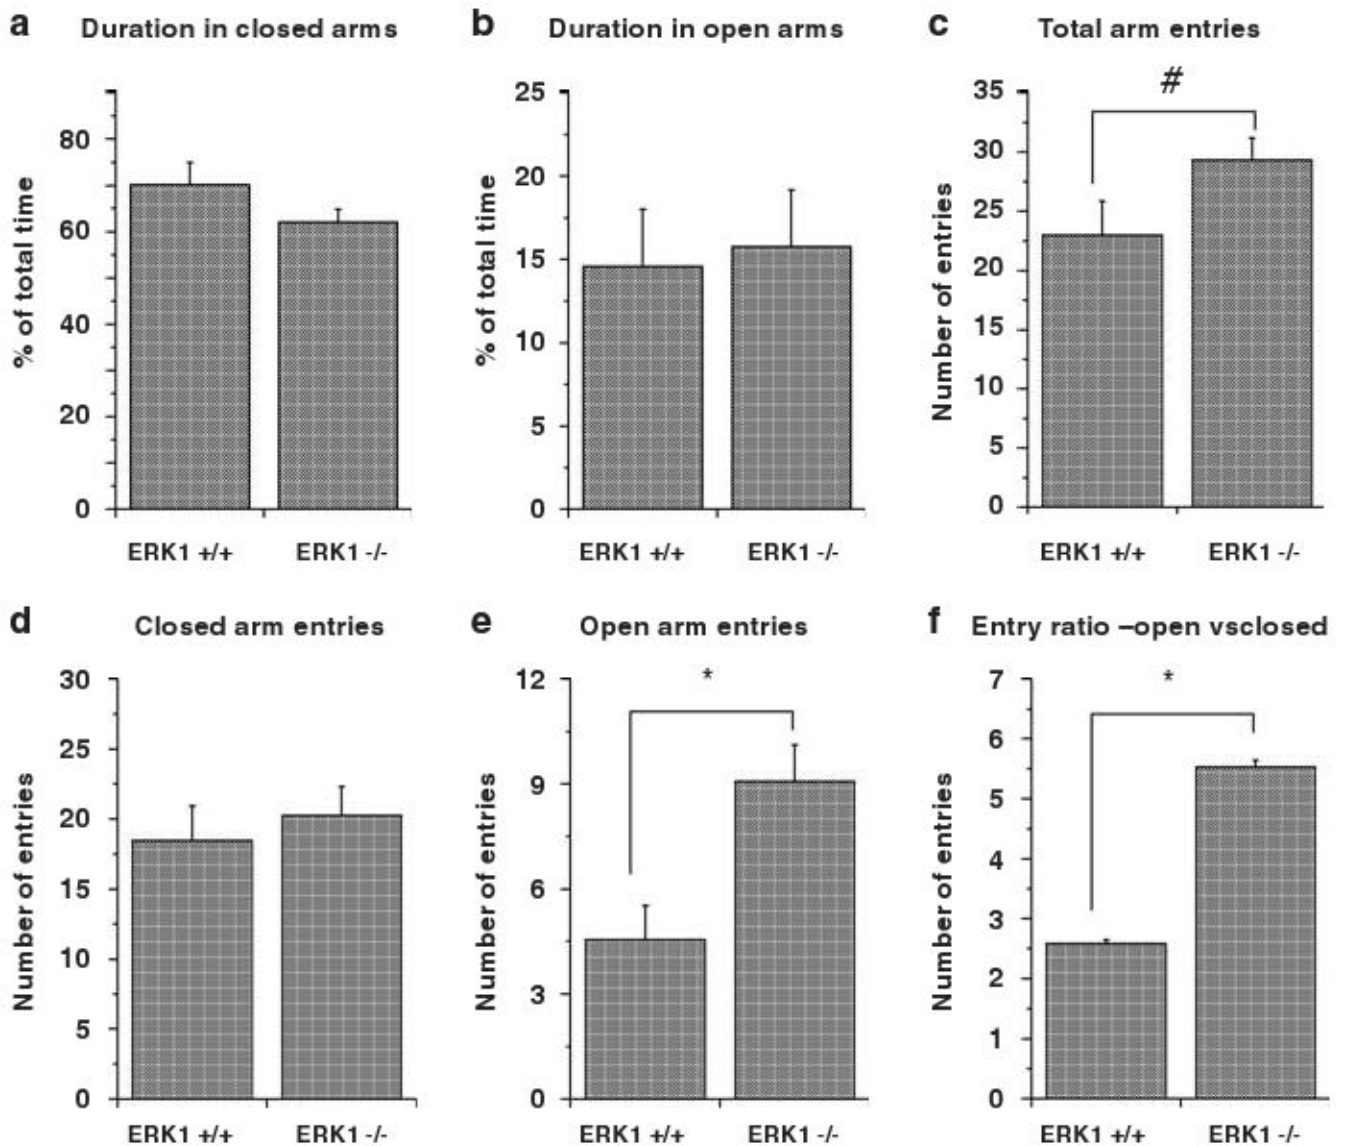 a Duration in closed arms
% of total time
80
60
40
20
0
ERK1 +/+ ERK1 -/-
b Duration in open arms
% of total time
25
20
15
10
5
0
ERK1 +/+ ERK1 -/-
c Total arm entries
#
Number of entries
35
30
25
20
15
10
5
0
ERK1 +/+ ERK1 -/-
d Closed arm entries
Number of entries
30
25
20
15
10
5
0
ERK1 +/+ ERK1 -/-
e Open arm entries
*
Number of entries
12
9
6
3
0
ERK1 +/+ ERK1 -/-
f Entry ratio –open vsclosed
*
Number of entries
7
6
5
4
3
2
1
0
ERK1 +/+ ERK1 -/-